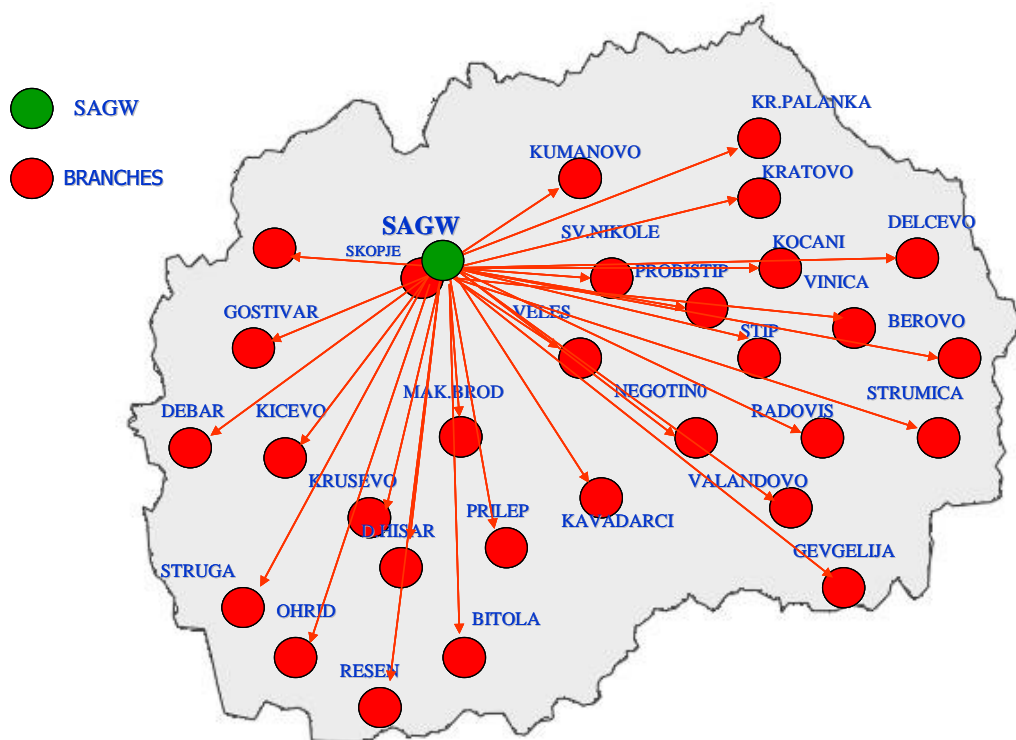 SAGW
BRANCHES
KR.PALANKA
KUMANOVO
KRATOVO
SAGW
SV.NIKOLE
DELCEVO
SKOPJE
KOCANI
PROBISTIP
VINICA
GOSTIVAR
VELES
STIP
BEROVO
MAK.BROD
NEGOTIN0
STRUMICA
DEBAR
KICEVO
RADOVIS
KRUSEVO
VALANDOVO
PRILEP
KAVADARCI
D.HISAR
GEVGELIJA
STRUGA
OHRID
BITOLA
RESEN